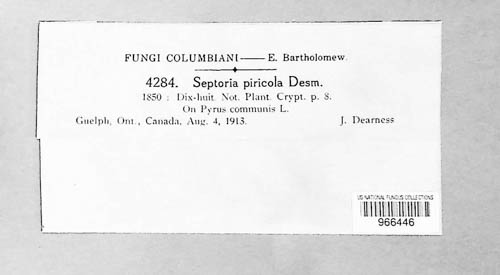 FUNGI COLUMBIANI—E. Bartholomew.
4284. Septoria piricola Desm.
1850 : Dix-huit. Not. Plant. Crypt. p. 8.
On Pyrus communis L.
Guelph, Ont., Canada, Aug. 4, 1913. J. Dearness
US NATIONAL FUNGUS COLLECTIONS
966446